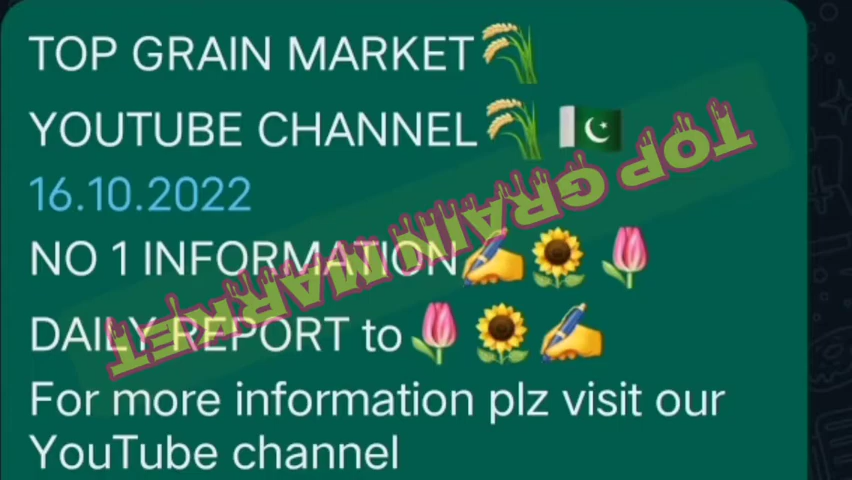 TOP GRAIN MARKET🌾
YOUTUBE CHANNEL🌾🇵🇰
16.10.2022
NO 1 INFORMATION✍️🌻🌷
DAILY REPORT to🌷🌻✍️
For more information plz visit our
YouTube channel
TOP GRAIN MARKET